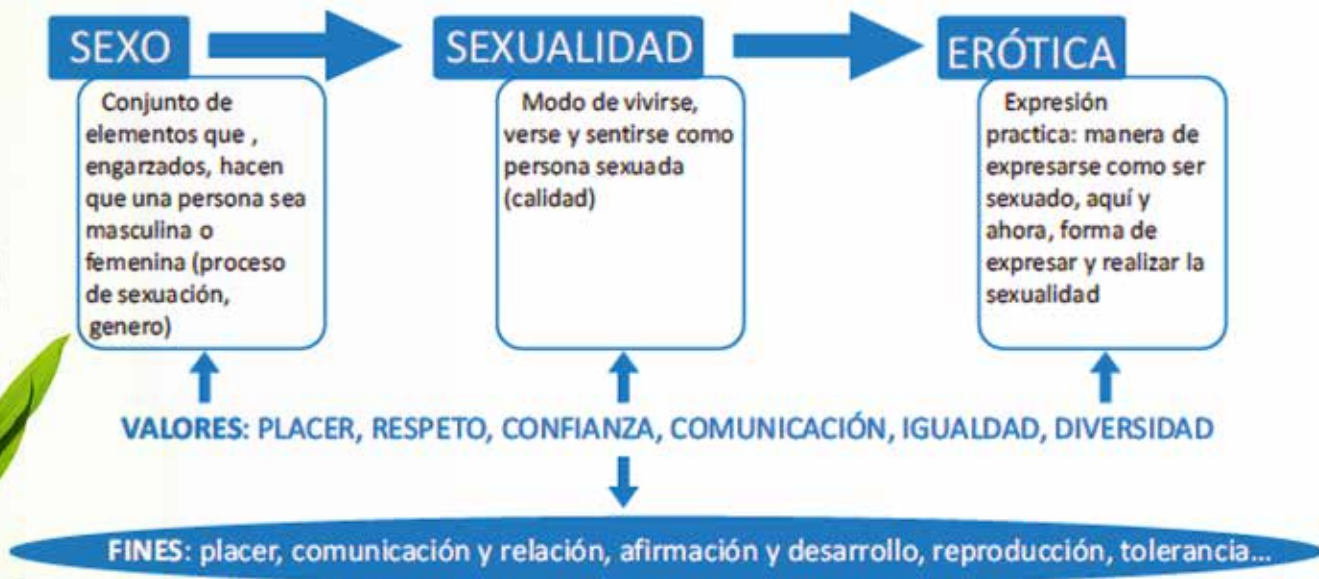 SEXO
Conjunto de
elementos que ,
engarzados, hacen
que una persona sea
masculina o
femenina (proceso
de sexuación,
genero)
SEXUALIDAD
Modo de vivirse,
verse y sentirse como
persona sexuada
(calidad)
ERÓTICA
Expresión
practica: manera de
expresarse como ser
sexuado, aquí y
ahora, forma de
expresar y realizar la
sexualidad
VALORES: PLACER, RESPETO, CONFIANZA, COMUNICACIÓN, IGUALDAD, DIVERSIDAD
FINES: placer, comunicación y relación, afirmación y desarrollo, reproducción, tolerancia...